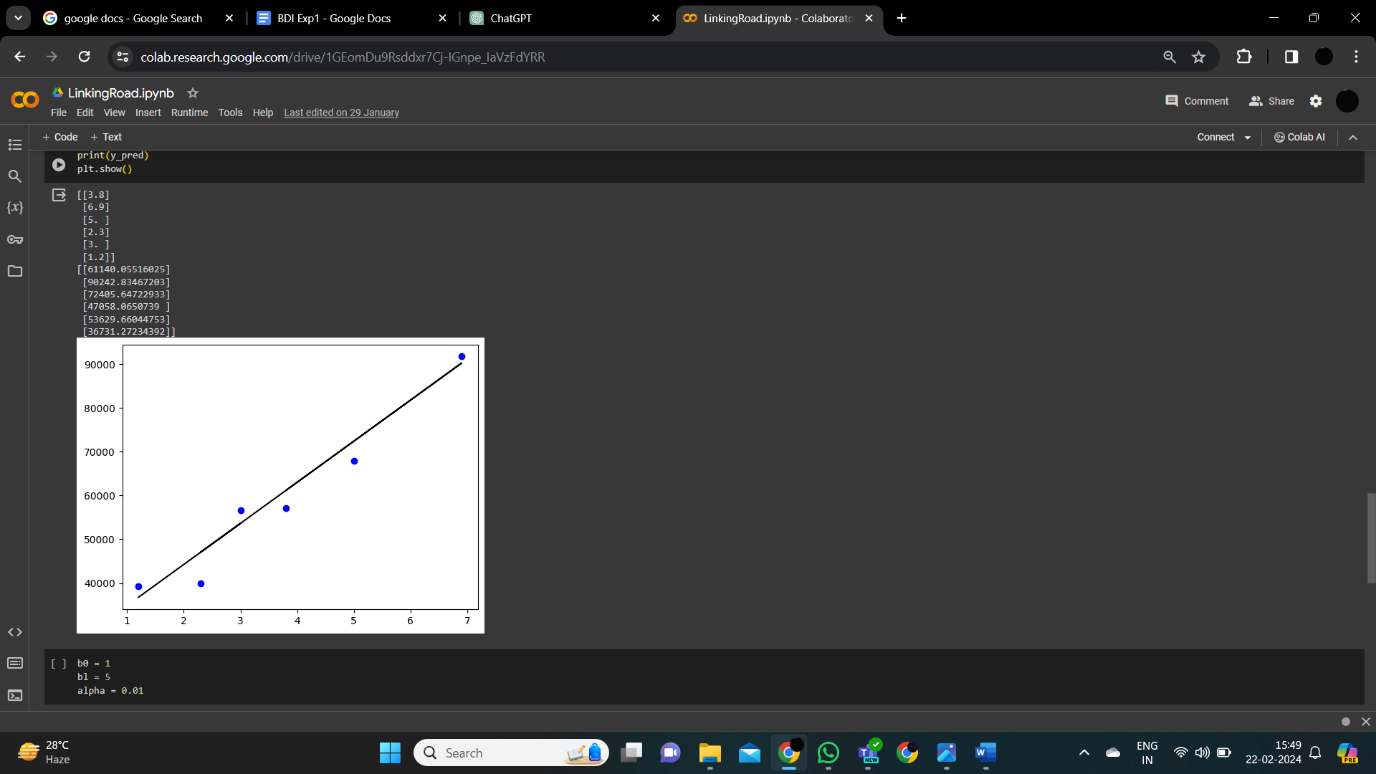 google docs - Google Search
BDI Exp1 - Google Docs
ChatGPT
LinkingRoad.ipynb - Colaborato
colab.research.google.com/drive/1GEomDu9Rsddxr7Cj-IGnpe_IaVzFdYRR
LinkingRoad.ipynb
File Edit View Insert Runtime Tools Help Last edited on 29 January
Comment Share
+ Code + Text
Connect Colab AI
print(y_pred)
plt.show()
[[3.8]
[6.9]
[5. ]
[2.3]
[3. ]
[1.2]]
[[61140.05516025]
[90242.83467203]
[72405.64722933]
[47058.0650739 ]
[53629.66044753]
[36731.27234392]]
90000
80000
70000
60000
50000
40000
1 2 3 4 5 6 7
[ ] b0 = 1
b1 = 5
alpha = 0.01
28°C
Haze
Search
NEW
ENG
IN
15:49
22-02-2024
PRE